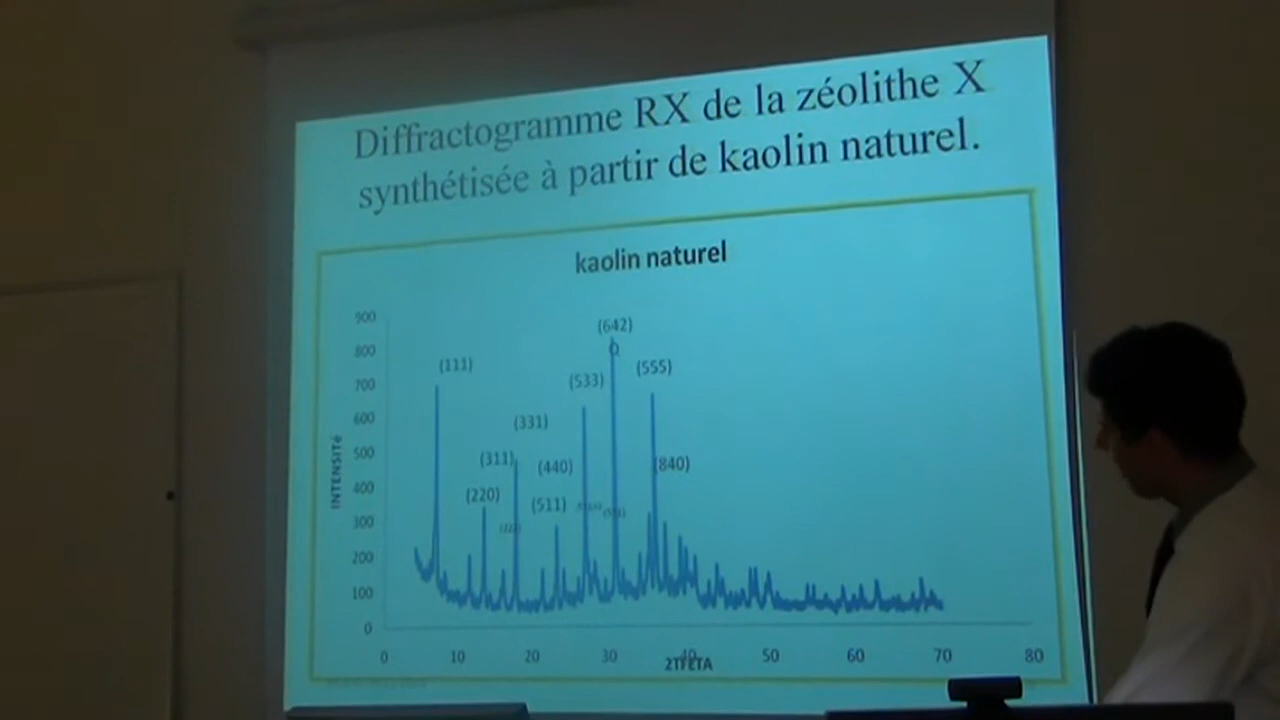 Diffractogramme RX de la zéolithe X
synthétisée à partir de kaolin naturel.
kaolin naturel
900
800
700
600
500
400
300
200
100
0
INTENSITé
(111)
(220)
(311)
(331)
(511)
(440)
(533)
(642)
Q
(555)
(840)
0 10 20 30 40 50 60 70 80
2TFETA